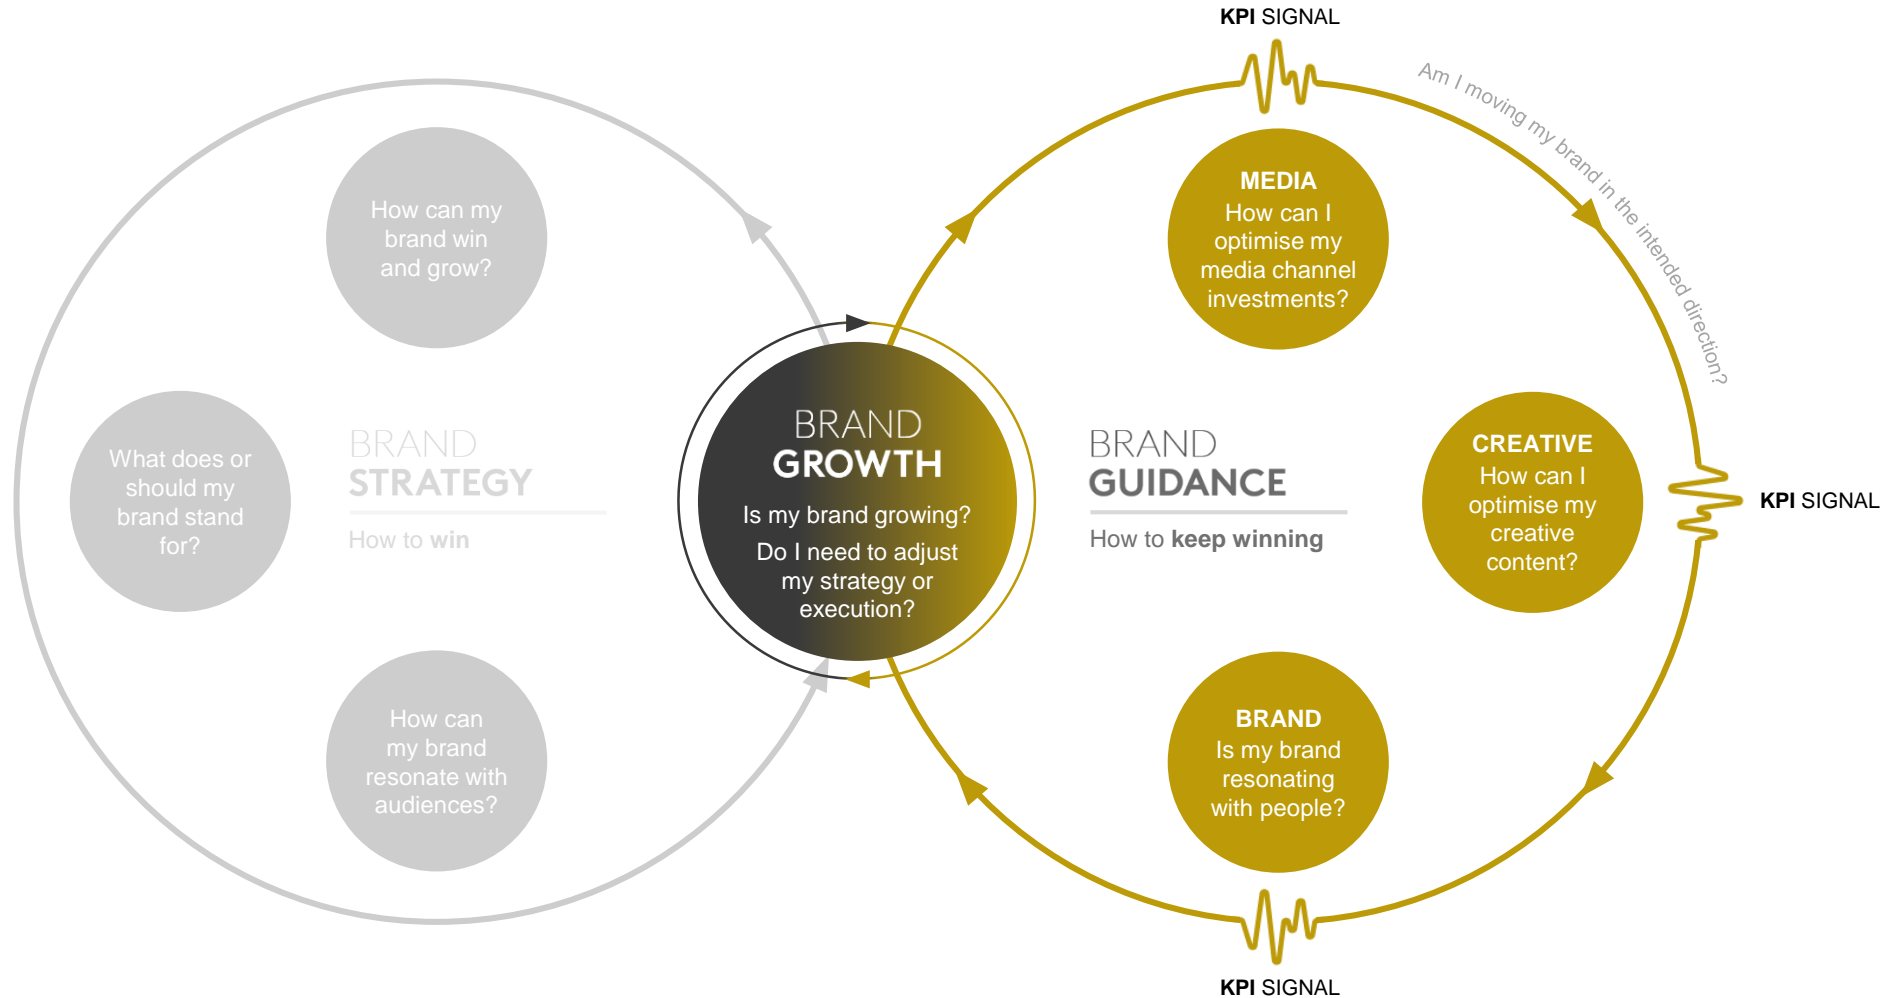 KPI SIGNAL
Am I moving my brand in the intended direction?
How can my
brand win
and grow?
What does or
should my
brand stand
for?
BRAND
STRATEGY
How to win
How can
my brand
resonate with
audiences?
BRAND
GROWTH
Is my brand growing?
Do I need to adjust
my strategy or
execution?
BRAND
GUIDANCE
How to keep winning
MEDIA
How can I
optimise my
media channel
investments?
CREATIVE
How can I
optimise my
creative
content?
KPI SIGNAL
BRAND
Is my brand
resonating
with people?
KPI SIGNAL